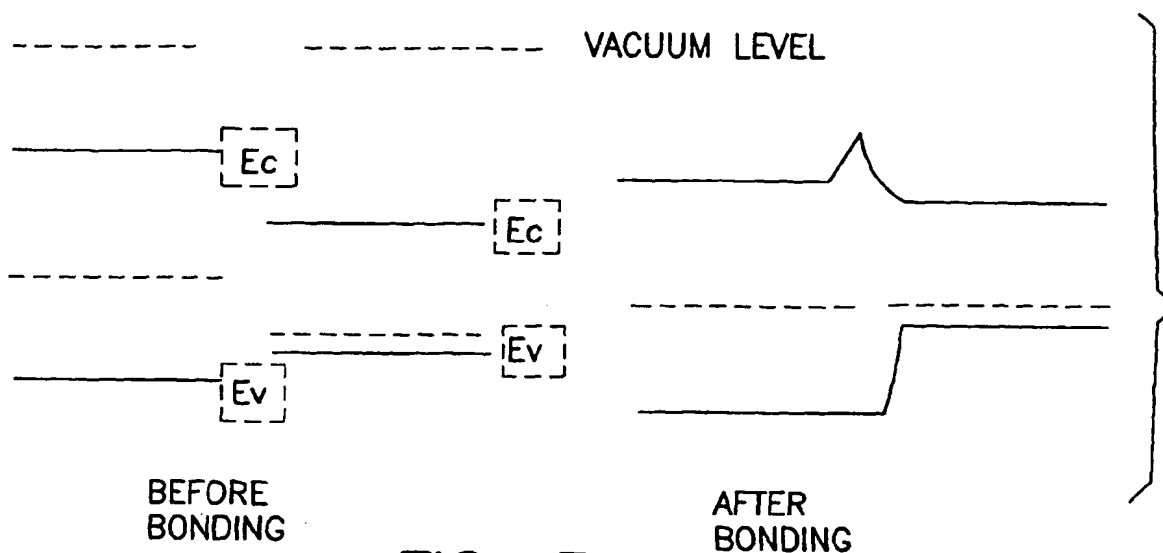 VACUUM LEVEL
Ec
Ec
Ev
Ev
BEFORE
BONDING
AFTER
BONDING